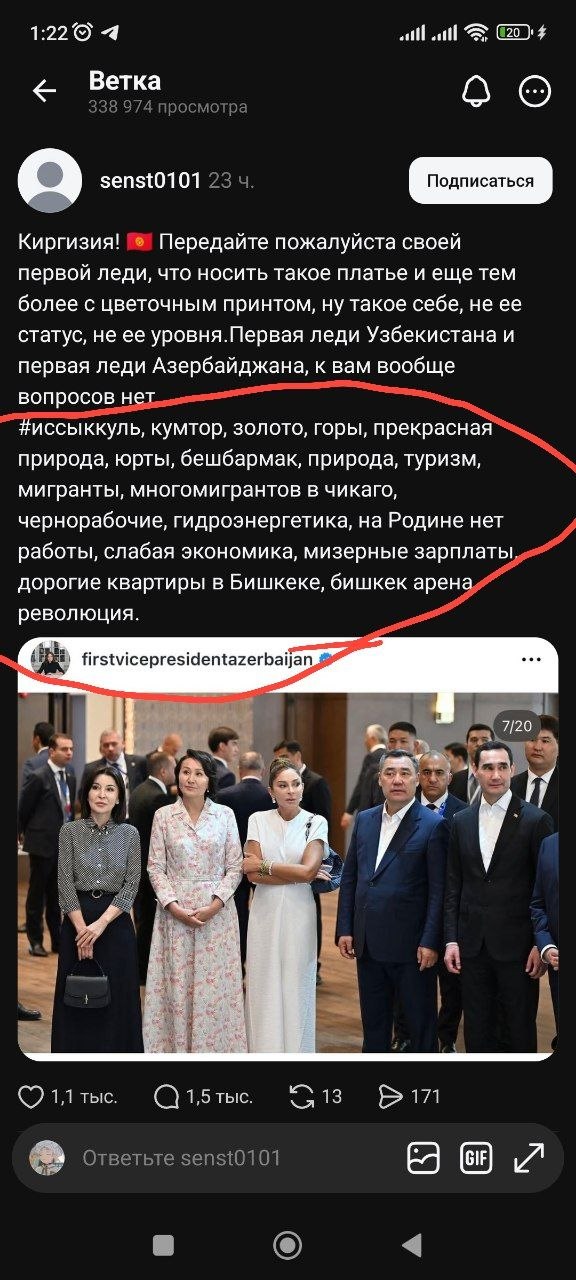 1:22
20
Ветка
338 974 просмотра
senst0101 23 ч.
Подписаться
Киргизия! 🇰🇬 Передайте пожалуйста своей
первой леди, что носить такое платье и еще тем
более с цветочным принтом, ну такое себе, не ее
статус, не ее уровня.Первая леди Узбекистана и
первая леди Азербайджана, к вам вообще
вопросов нет
#иссыккуль, кумтор, золото, горы, прекрасная
природа, юрты, бешбармак, природа, туризм,
мигранты, многомигрантов в чикаго,
чернорабочие, гидроэнергетика, на Родине нет
работы, слабая экономика, мизерные зарплаты,
дорогие квартиры в Бишкеке, бишкек арена,
революция.
firstvicepresidentazerbaijan
7/20
1,1 тыс.
1,5 тыс.
13
171
Ответьте senst0101
GIF